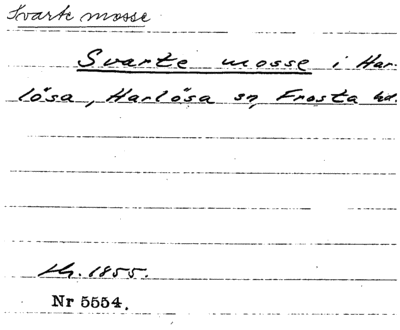 Svarte mosse
Svarte mosse i Har-
lösa, Harlösa sn, Frosta hd.
1855.
Nr 5554.